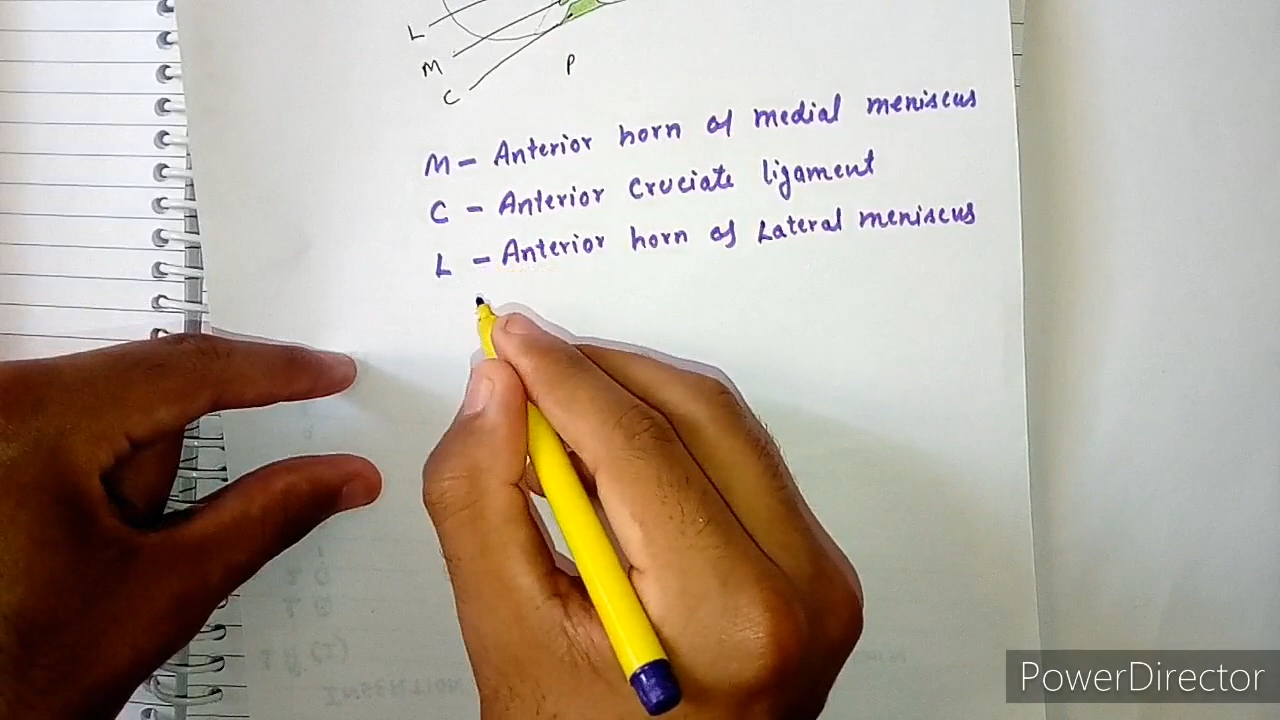 L
M
C
P
M - Anterior horn of medial meniscus
C - Anterior cruciate ligament
L - Anterior horn of Lateral meniscus
PowerDirector